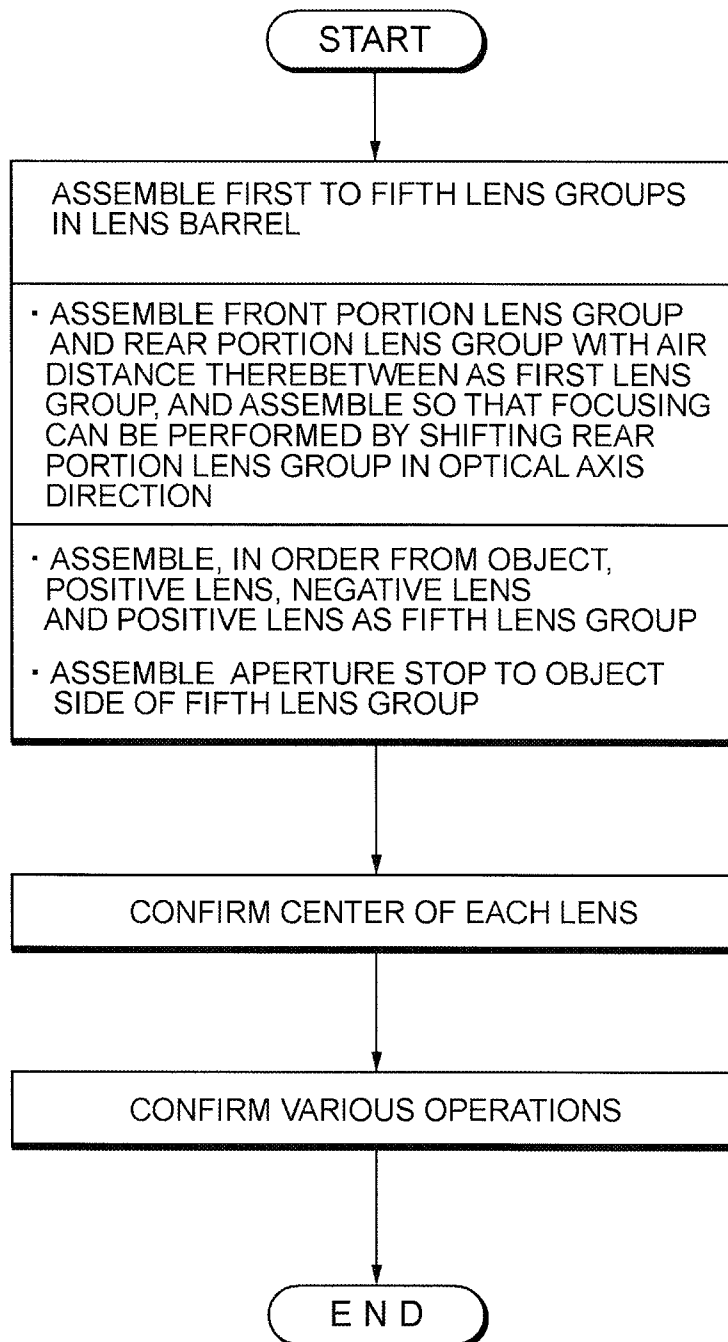 START
ASSEMBLE FIRST TO FIFTH LENS GROUPS
IN LENS BARREL
· ASSEMBLE FRONT PORTION LENS GROUP
AND REAR PORTION LENS GROUP WITH AIR
DISTANCE THEREBETWEEN AS FIRST LENS
GROUP, AND ASSEMBLE SO THAT FOCUSING
CAN BE PERFORMED BY SHIFTING REAR
PORTION LENS GROUP IN OPTICAL AXIS
DIRECTION
· ASSEMBLE, IN ORDER FROM OBJECT,
POSITIVE LENS, NEGATIVE LENS
AND POSITIVE LENS AS FIFTH LENS GROUP
· ASSEMBLE APERTURE STOP TO OBJECT
SIDE OF FIFTH LENS GROUP
CONFIRM CENTER OF EACH LENS
CONFIRM VARIOUS OPERATIONS
E N D